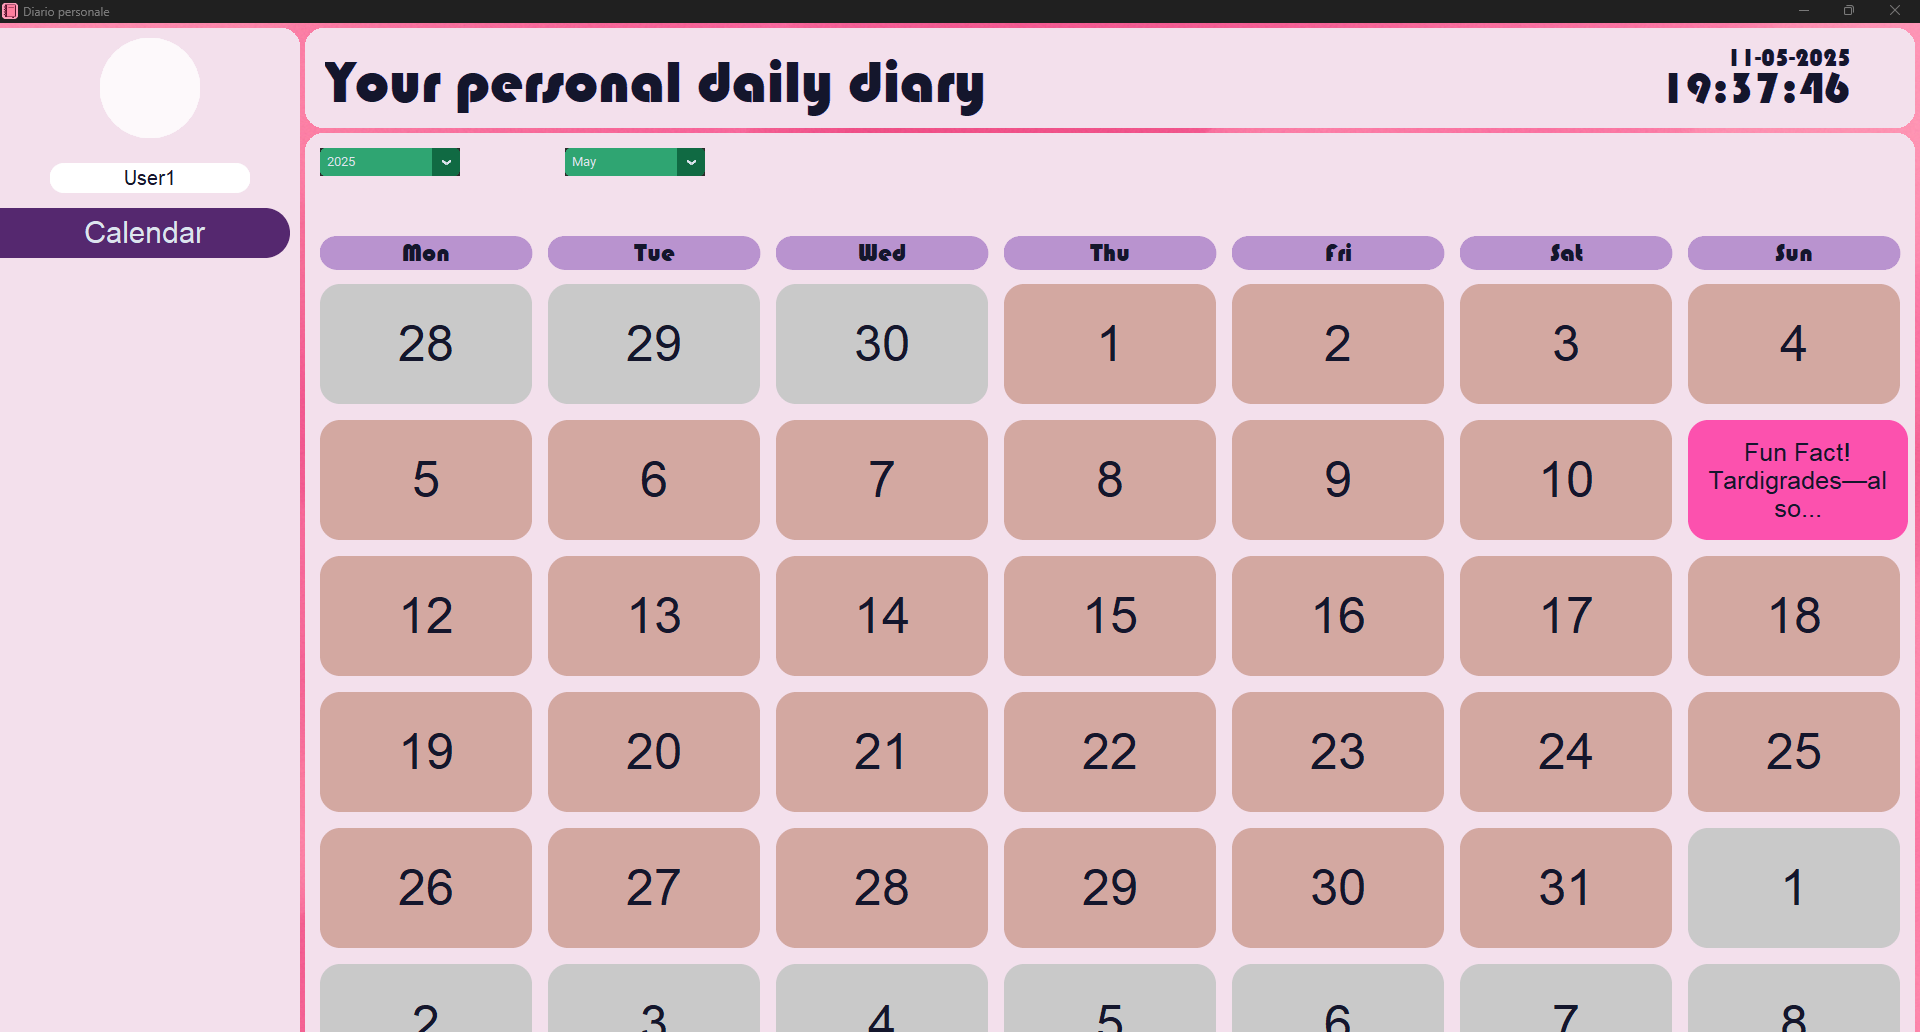 Diario personale
Your personal daily diary
11-05-2025
19:37:46
User1
Calendar
2025 May
Mon Tue Wed Thu Fri Sat Sun
28 29 30 1 2 3 4
5 6 7 8 9 10
Fun Fact!
Tardigrades—al
so...
12 13 14 15 16 17 18
19 20 21 22 23 24 25
26 27 28 29 30 31 1
2 3 4 5 6 7 8